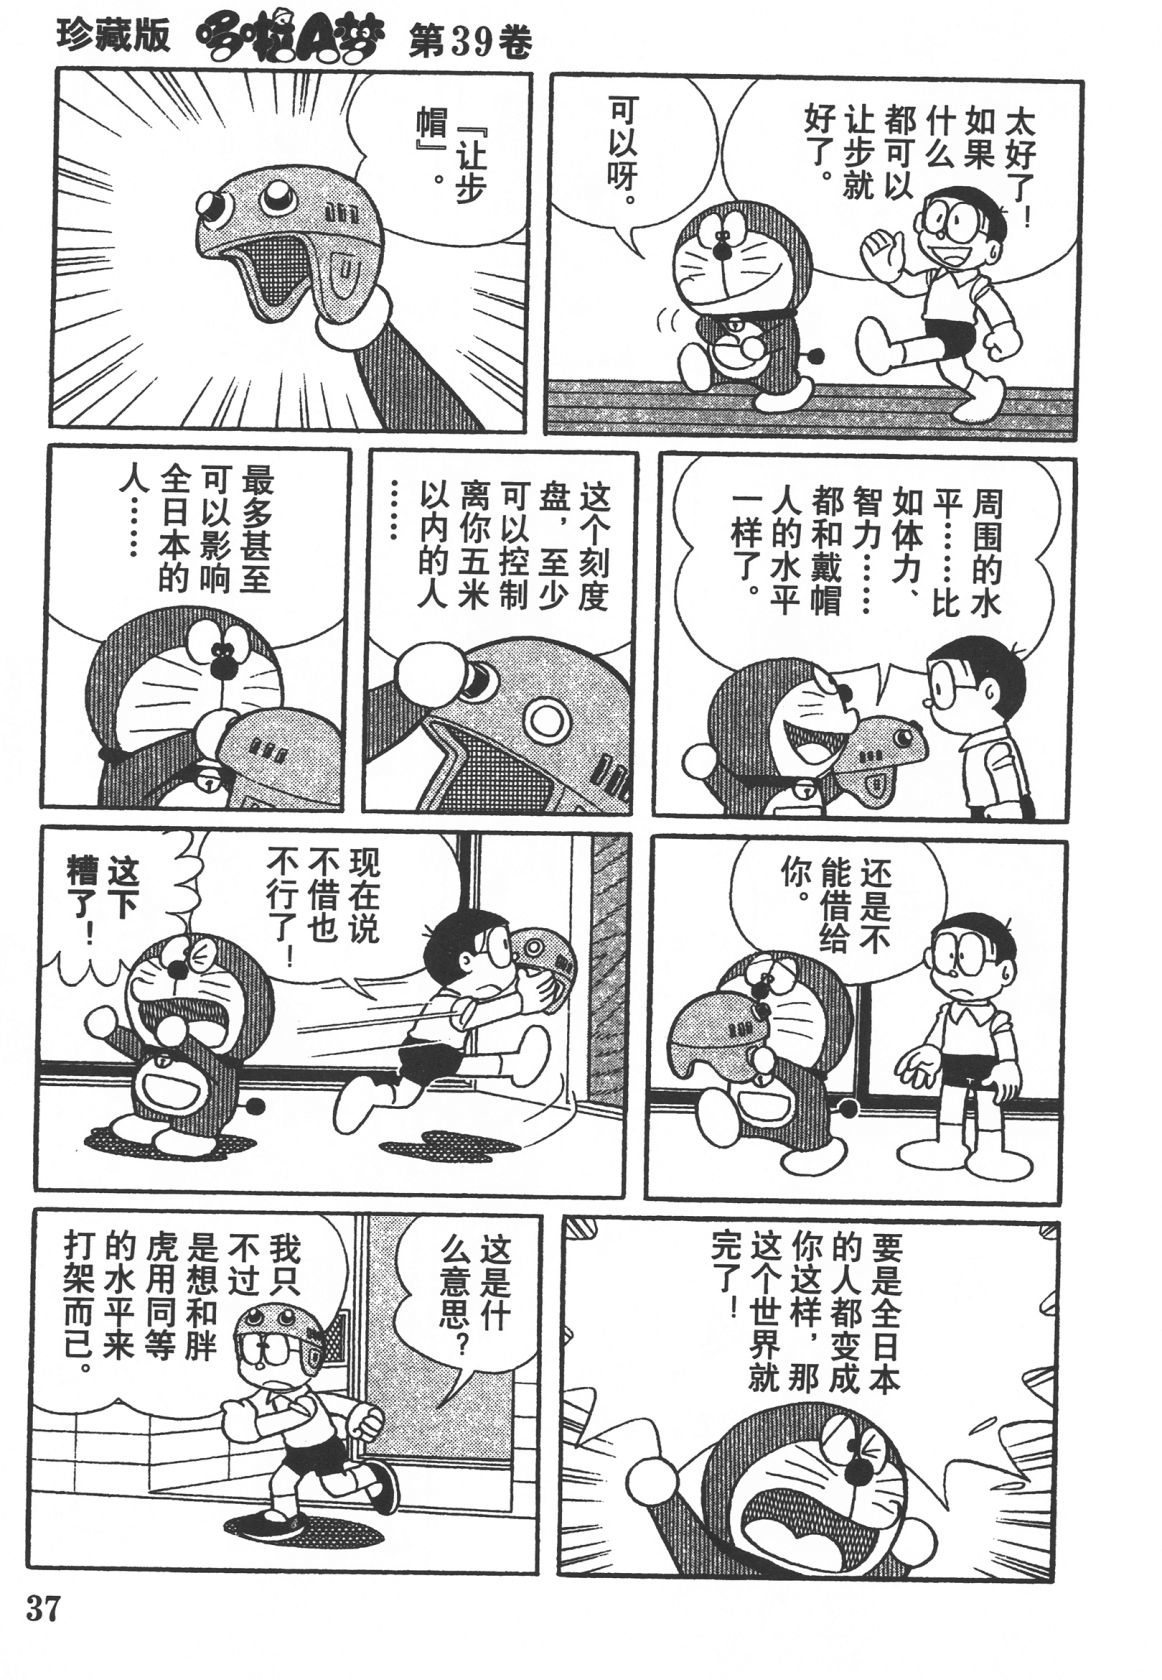 珍藏版 哆啦A梦 第39卷
太好了！
如果
什么
都可以
让步就
好了。
可以呀。
『让步
帽』。
周围的水
平……比
如体力、
智力……
都和戴帽
人的水平
一样了。
这个刻度
盘，至少
可以控制
离你五米
以内的人
……
最多甚至
可以影响
全日本的
人……
还是不
能借给
你。
现在说
不借也
不行了！
这下
糟了！
要是全日本
的人都变成
你这样，那
这个世界就
完了！
这是什
么意思？
我只
不过
是想和胖
虎用同等
的水平来
打架而已。
37